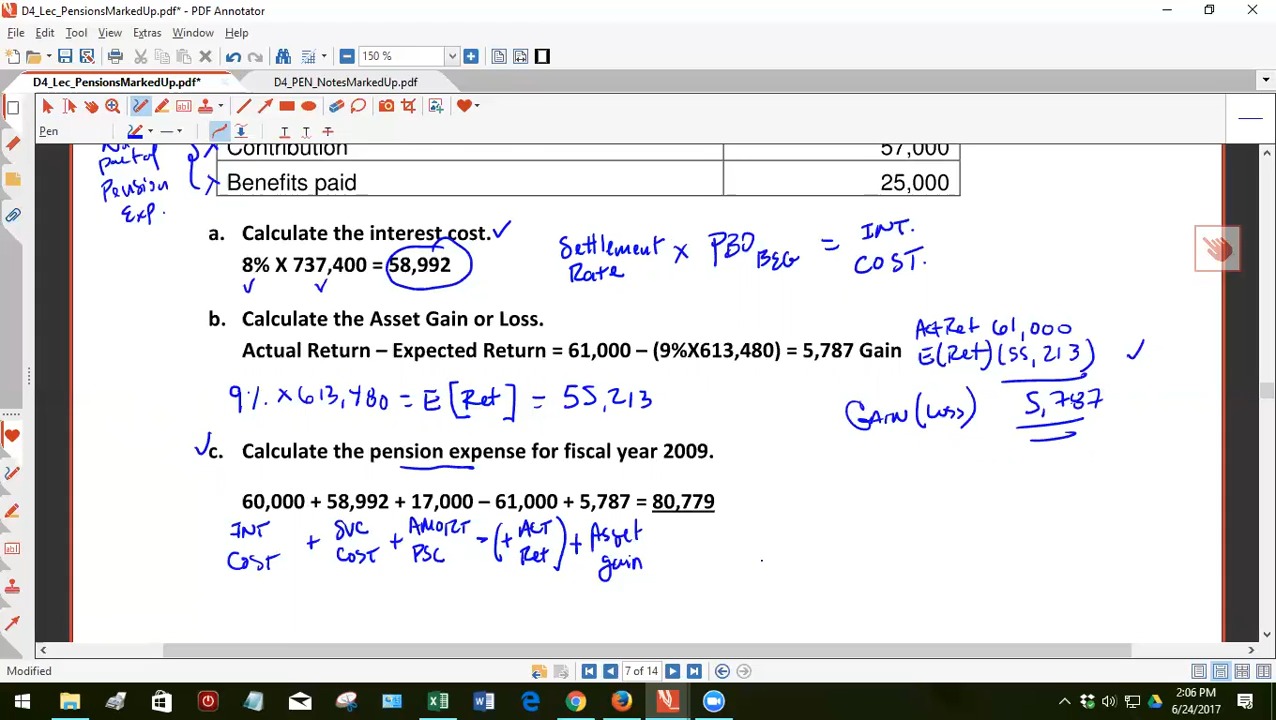 D4_Lec_PensionsMarkedUp.pdf* - PDF Annotator
File Edit Tool View Favorites Extras Window Help
150 %
D4_Lec_PensionsMarkedUp.pdf* D4_PEN_NotesMarkedUp.pdf
Pen
part of
Pension
Exp.
Contribution 57,000
Benefits paid 25,000
a. Calculate the interest cost.
8% X 737,400 = 58,992
Settlement Rate x PBO BEG = INT. COST.
b. Calculate the Asset Gain or Loss.
Actual Return – Expected Return = 61,000 – (9%X613,480) = 5,787 Gain
Act Ret 61,000
E(Ret) (55,213)
GAIN (Loss) 5,787
9% x 613,480 = E[Ret] = 55,213
c. Calculate the pension expense for fiscal year 2009.
60,000 + 58,992 + 17,000 – 61,000 + 5,787 = 80,779
INT COST + SVC COST + AMORT PSC - (+ ACT Ret) + Asset gain
Modified 7 of 14
2:06 PM
6/24/2017